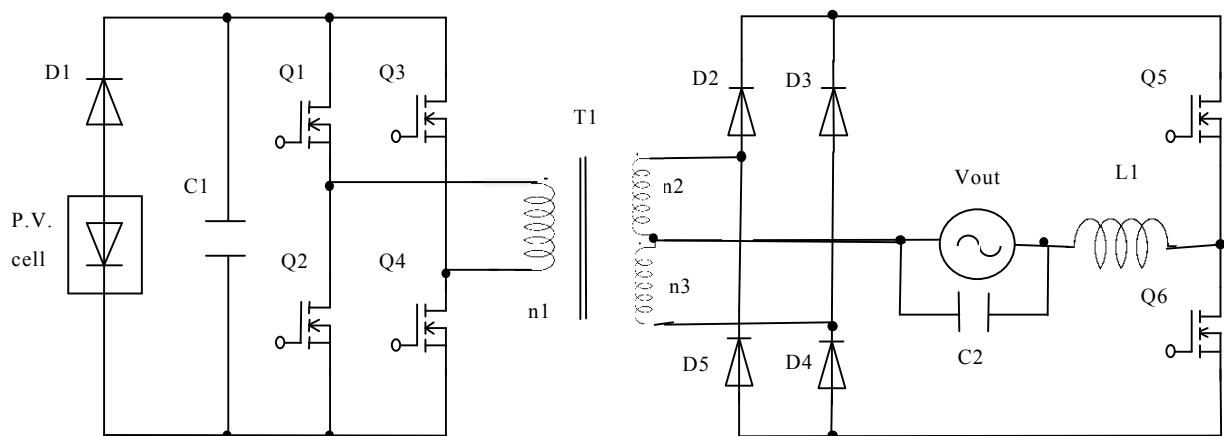 D1
Q1
Q3
D2
D3
Q5
T1
P.V.
cell
C1
n2
Vout
L1
Q2
Q4
n1
n3
Q6
D5
D4
C2